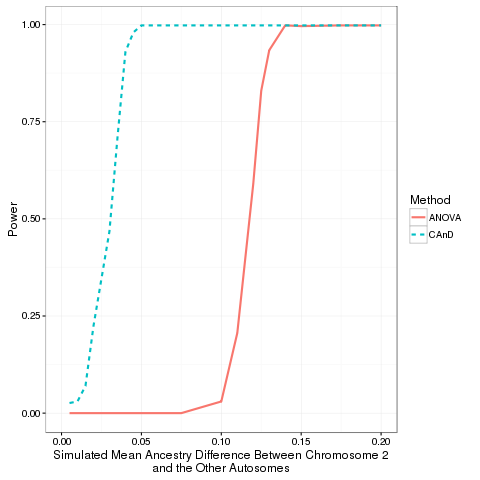 1.00
0.75
0.50
0.25
0.00
Power
0.00 0.05 0.10 0.15 0.20
Simulated Mean Ancestry Difference Between Chromosome 2
and the Other Autosomes
Method
ANOVA
CAnD